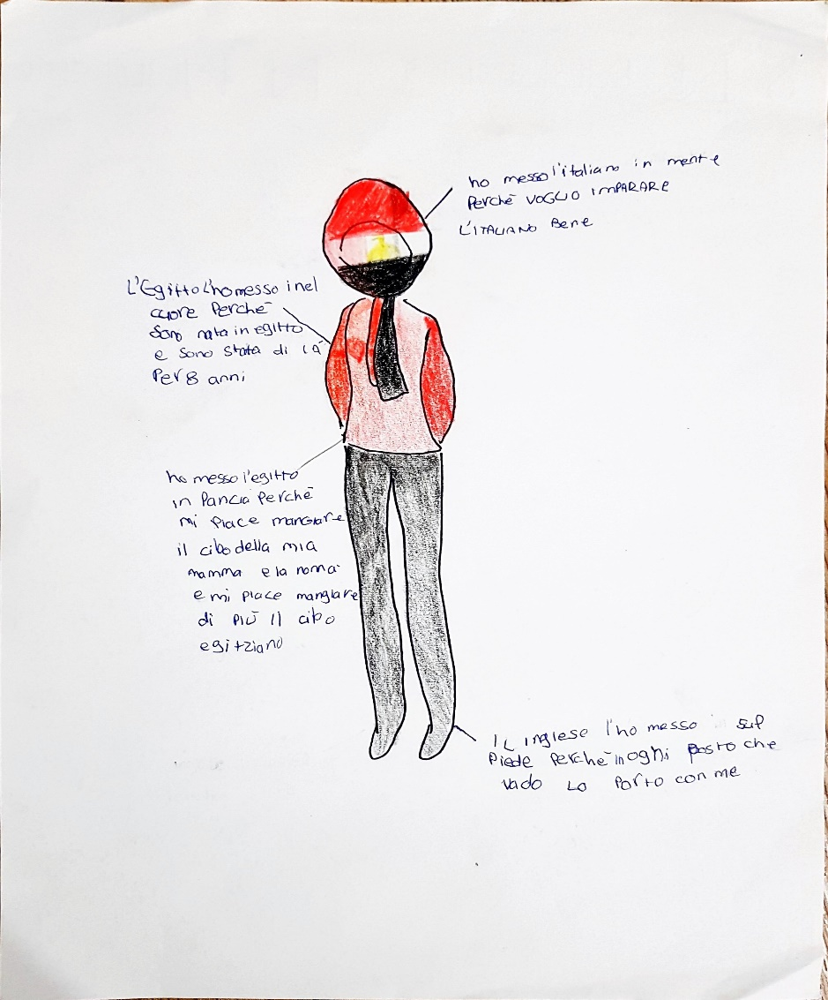 ho messo l'italiano in mente
Perchè VOGLIO IMPARARE
L'ITALIANO Bene
L'Egitto l'ho messo i nel
cuore Perchè
Sono nata in egitto
e sono stata di là
Per 8 anni
ho messo l'egitto
in Pancia Perchè
mi Piace mangiare
il cibo della mia
mamma e la nonna
e mi piace mangiare
di più il cibo
egitziano
IL inglese l'ho messo sul
Piede Perchè in oghi posto che
vado Lo Porto con me